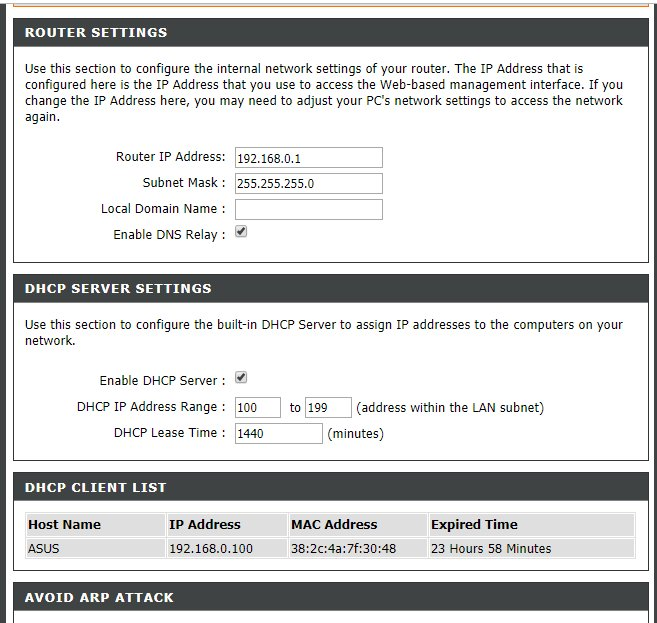 ROUTER SETTINGS
Use this section to configure the internal network settings of your router. The IP Address that is
configured here is the IP Address that you use to access the Web-based management interface. If you
change the IP Address here, you may need to adjust your PC's network settings to access the network
again.
Router IP Address: 192.168.0.1
Subnet Mask : 255.255.255.0
Local Domain Name :
Enable DNS Relay :
DHCP SERVER SETTINGS
Use this section to configure the built-in DHCP Server to assign IP addresses to the computers on your
network.
Enable DHCP Server :
DHCP IP Address Range : 100 to 199 (address within the LAN subnet)
DHCP Lease Time : 1440 (minutes)
DHCP CLIENT LIST
Host Name IP Address MAC Address Expired Time
ASUS 192.168.0.100 38:2c:4a:7f:30:48 23 Hours 58 Minutes
AVOID ARP ATTACK